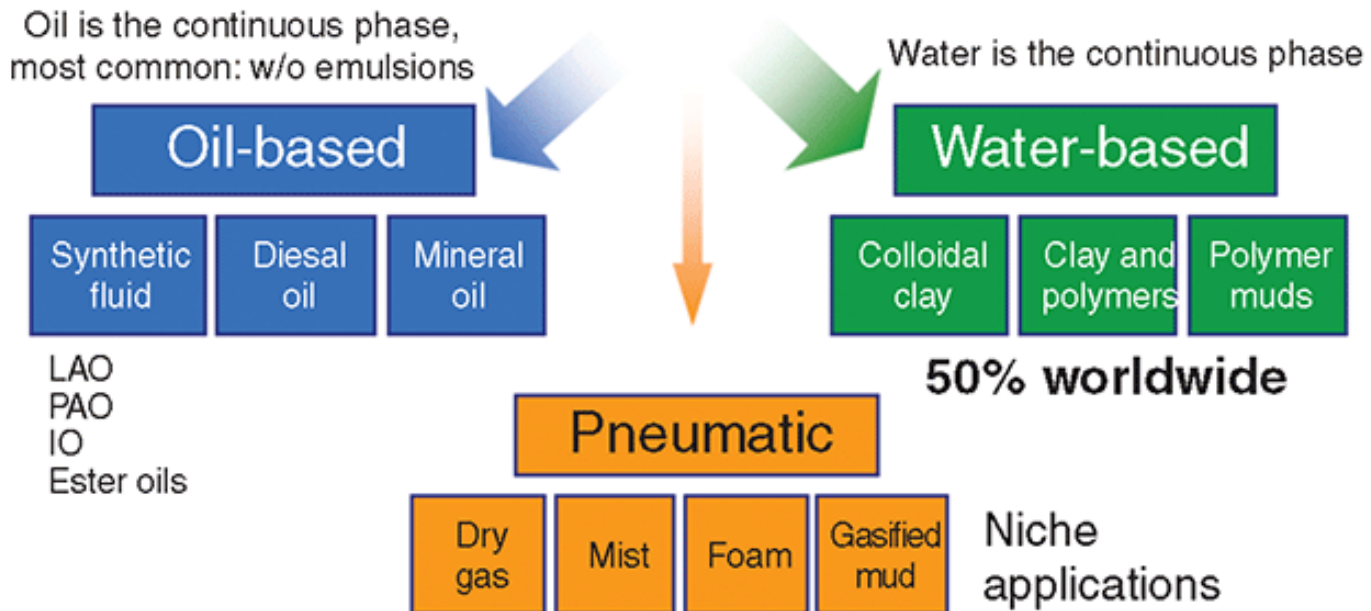 Oil is the continuous phase,
most common: w/o emulsions
Oil-based
Synthetic
fluid
Diesal
oil
Mineral
oil
LAO
PAO
IO
Ester oils
Water is the continuous phase
Water-based
Colloidal
clay
Clay and
polymers
Polymer
muds
50% worldwide
Pneumatic
Dry
gas
Mist
Foam
Gasified
mud
Niche
applications